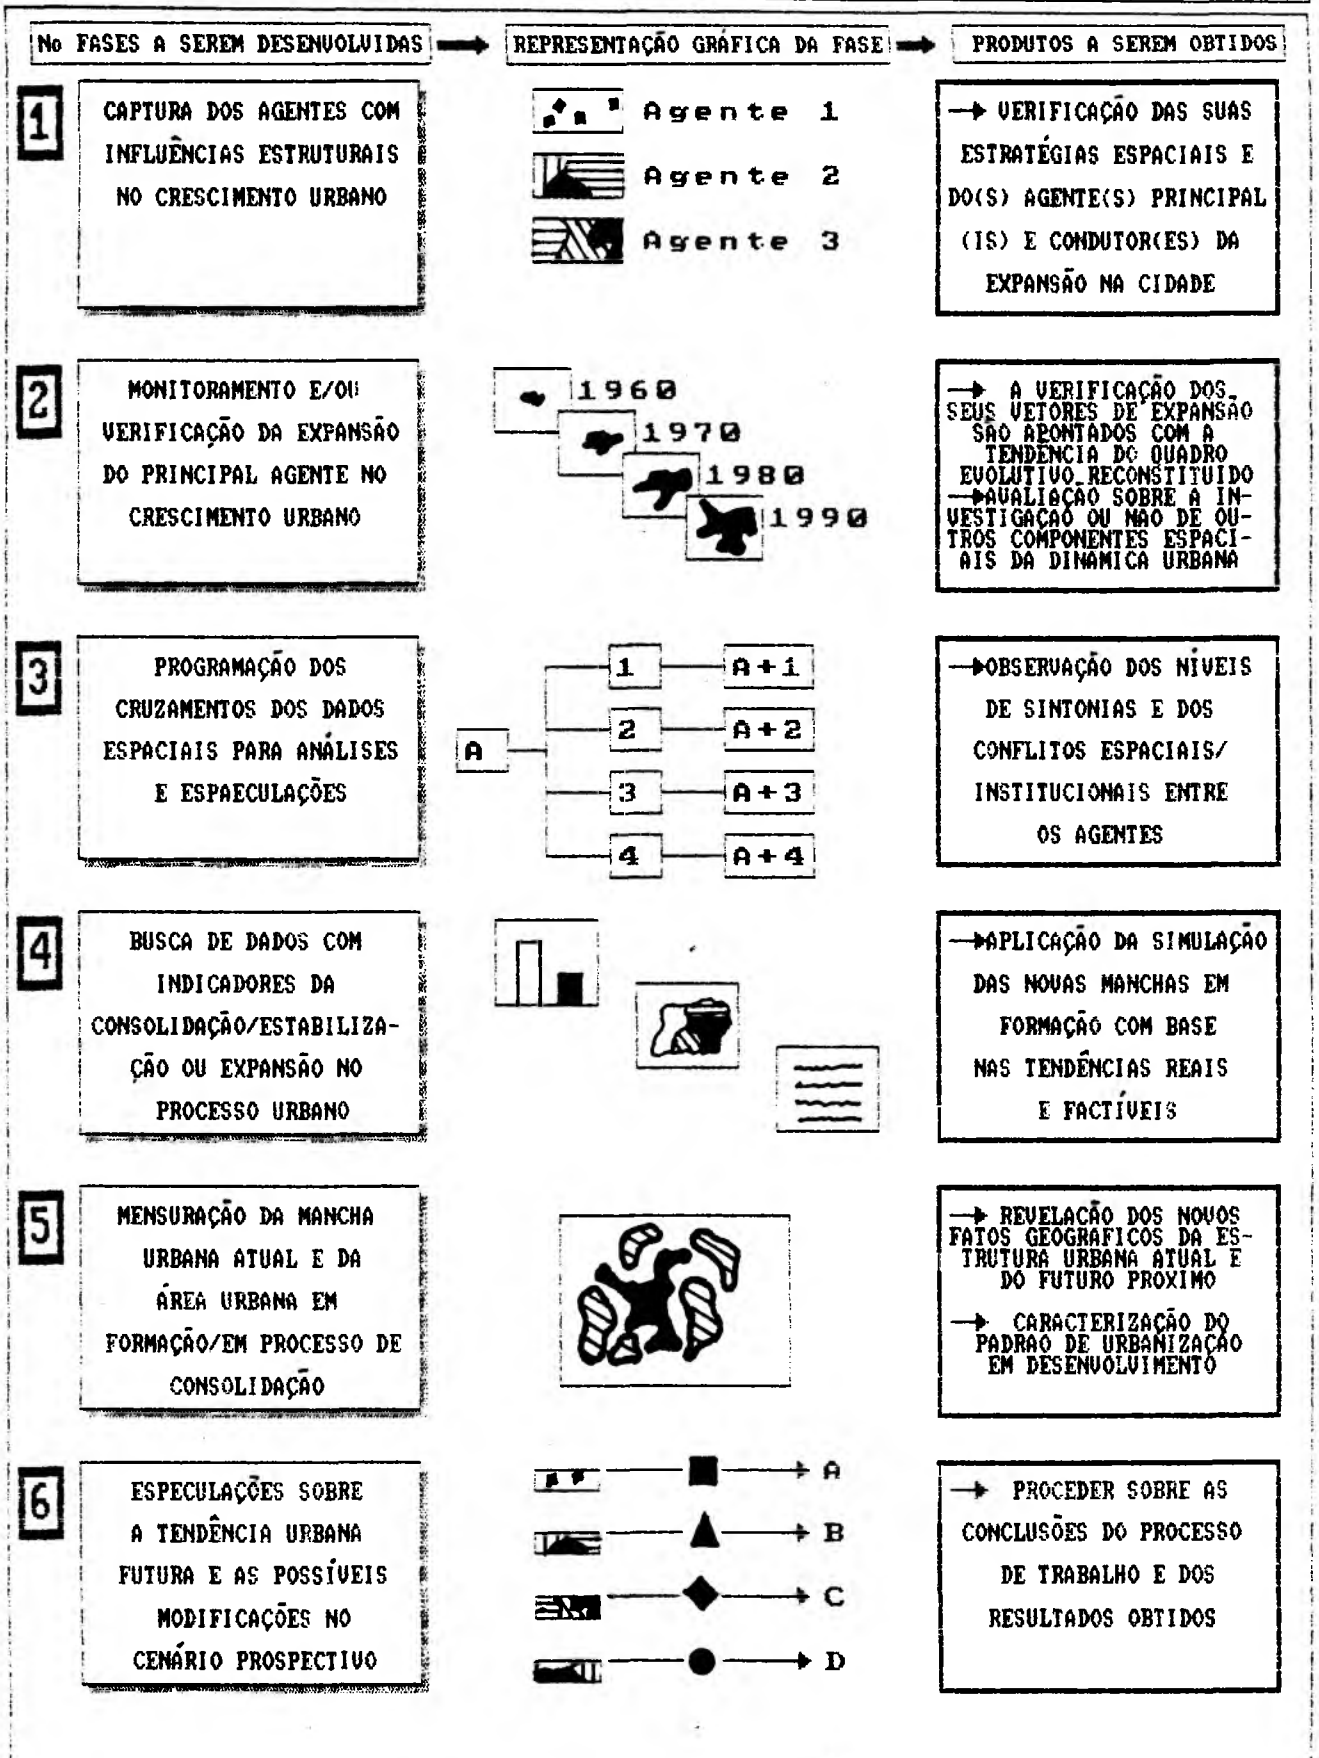 No FASES A SEREM DESENVOLVIDAS
REPRESENTAÇÃO GRÁFICA DA FASE
PRODUTOS A SEREM OBTIDOS
1
CAPTURA DOS AGENTES COM
INFLUÊNCIAS ESTRUTURAIS
NO CRESCIMENTO URBANO
Agente 1
Agente 2
Agente 3
VERIFICAÇÃO DAS SUAS
ESTRATÉGIAS ESPACIAIS E
DO(S) AGENTE(S) PRINCIPAL
(IS) E CONDUTOR(ES) DA
EXPANSÃO NA CIDADE
2
MONITORAMENTO E/OU
VERIFICAÇÃO DA EXPANSÃO
DO PRINCIPAL AGENTE NO
CRESCIMENTO URBANO
1960
1970
1980
1990
A VERIFICAÇÃO DOS
SEUS VETORES DE EXPANSÃO
SÃO APONTADOS COM A
TENDÊNCIA DO QUADRO
EVOLUTIVO RECONSTITUIDO
AVALIAÇÃO SOBRE A IN-
VESTIGAÇÃO OU NÃO DE OU-
TROS COMPONENTES ESPACI-
AIS DA DINAMICA URBANA
3
PROGRAMAÇÃO DOS
CRUZAMENTOS DOS DADOS
ESPACIAIS PARA ANÁLISES
E ESPAECULAÇÕES
A
1 A+1
2 A+2
3 A+3
4 A+4
OBSERVAÇÃO DOS NÍVEIS
DE SINTONIAS E DOS
CONFLITOS ESPACIAIS/
INSTITUCIONAIS ENTRE
OS AGENTES
4
BUSCA DE DADOS COM
INDICADORES DA
CONSOLIDAÇÃO/ESTABILIZA-
ÇÃO OU EXPANSÃO NO
PROCESSO URBANO
APLICAÇÃO DA SIMULAÇÃO
DAS NOVAS MANCHAS EM
FORMAÇÃO COM BASE
NAS TENDÊNCIAS REAIS
E FACTÍVEIS
5
MENSURAÇÃO DA MANCHA
URBANA ATUAL E DA
ÁREA URBANA EM
FORMAÇÃO/EM PROCESSO DE
CONSOLIDAÇÃO
REVELAÇÃO DOS NOVOS
FATOS GEOGRÁFICOS DA ES-
TRUTURA URBANA ATUAL E
DO FUTURO PRÓXIMO
CARACTERIZAÇÃO DO
PADRÃO DE URBANIZAÇÃO
EM DESENVOLVIMENTO
6
ESPECULAÇÕES SOBRE
A TENDÊNCIA URBANA
FUTURA E AS POSSÍVEIS
MODIFICAÇÕES NO
CENÁRIO PROSPECTIVO
A
B
C
D
PROCEDER SOBRE AS
CONCLUSÕES DO PROCESSO
DE TRABALHO E DOS
RESULTADOS OBTIDOS